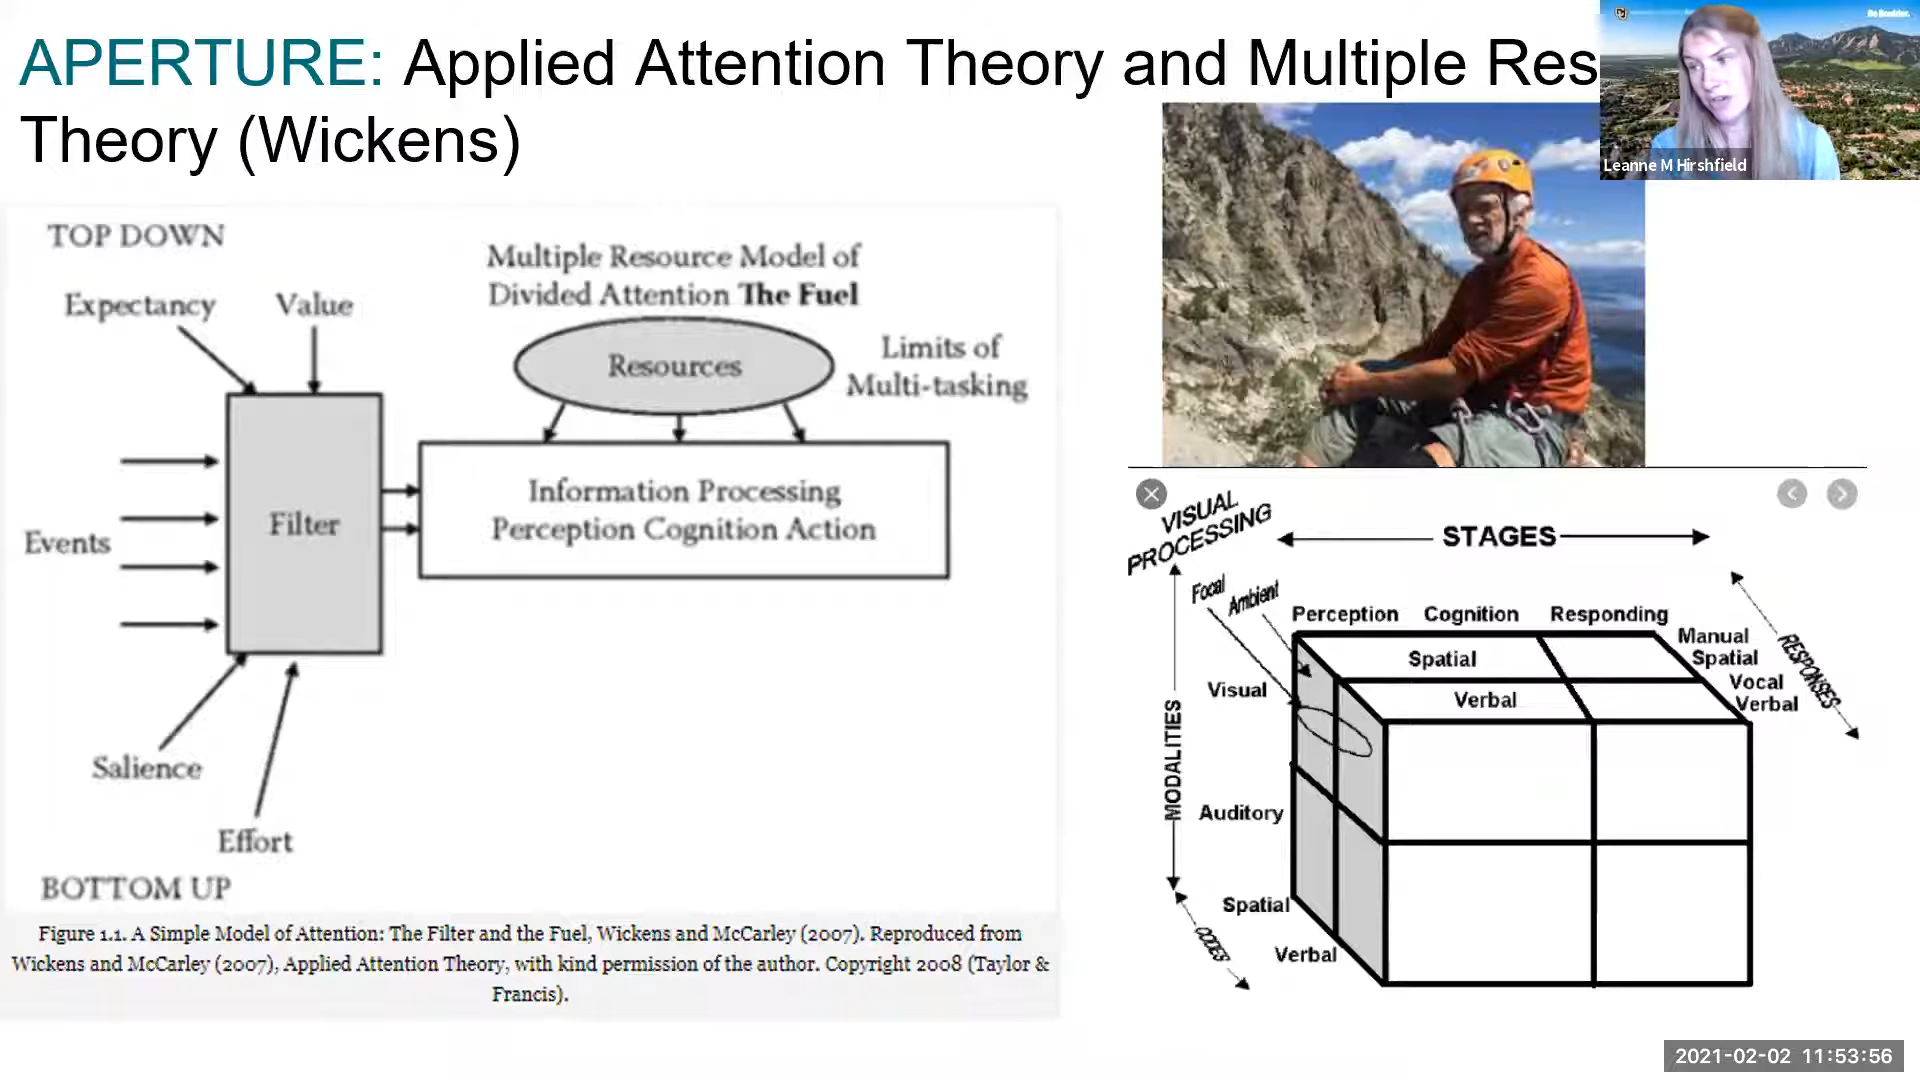 APERTURE: Applied Attention Theory and Multiple Res
Theory (Wickens)
Be Boulder.
Leanne M Hirshfield
TOP DOWN
Expectancy
Value
Multiple Resource Model of
Divided Attention The Fuel
Resources
Limits of
Multi-tasking
Events
Filter
Information Processing
Perception Cognition Action
Salience
Effort
BOTTOM UP
Figure 1.1. A Simple Model of Attention: The Filter and the Fuel, Wickens and McCarley (2007). Reproduced from
Wickens and McCarley (2007), Applied Attention Theory, with kind permission of the author. Copyright 2008 (Taylor &
Francis).
VISUAL
PROCESSING
STAGES
Focal
Ambient
Perception Cognition Responding
Manual
Spatial
Vocal
Verbal
RESPONSES
Spatial
Verbal
Visual
MODALITIES
Auditory
Spatial
Verbal
CODES
2021-02-02 11:53:56